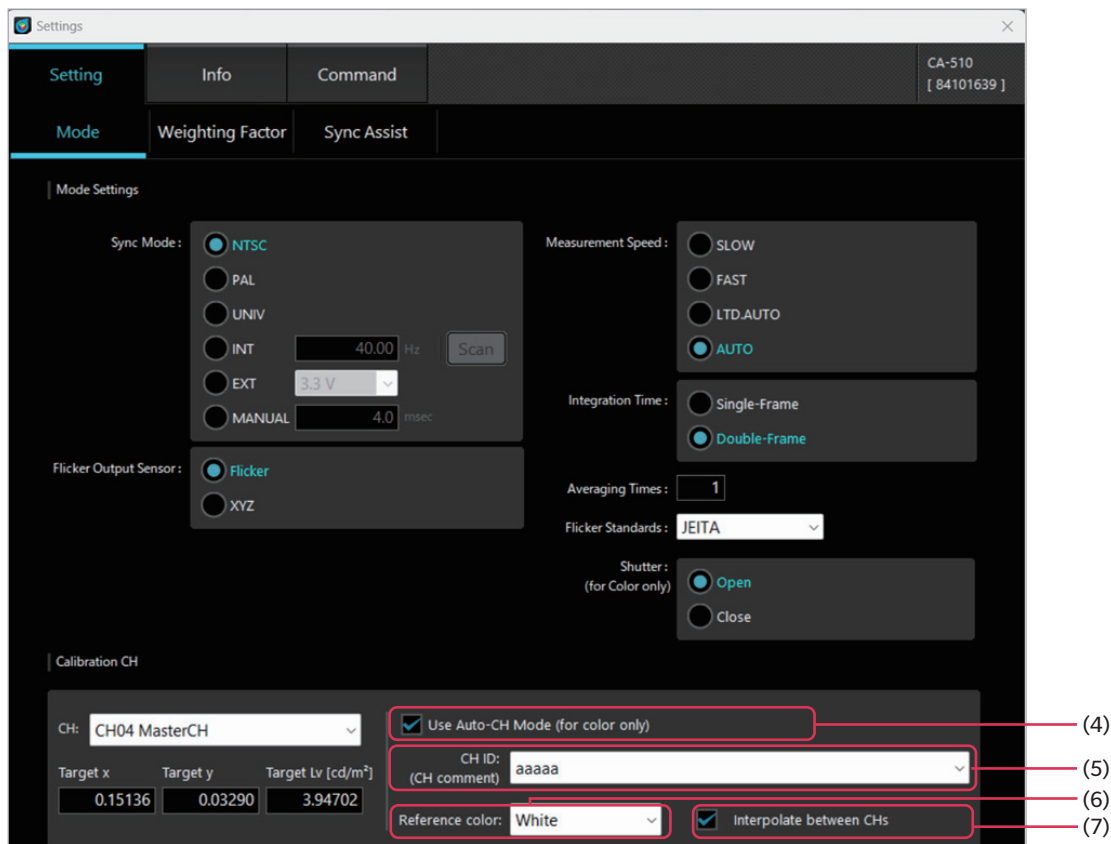 Settings
Setting Info Command
CA-510
[ 84101639 ]
Mode Weighting Factor Sync Assist
Mode Settings
Sync Mode :
NTSC
PAL
UNIV
INT 40.00 Hz Scan
EXT 3.3 V
MANUAL 4.0 msec
Flicker Output Sensor :
Flicker
XYZ
Measurement Speed :
SLOW
FAST
LTD.AUTO
AUTO
Integration Time :
Single-Frame
Double-Frame
Averaging Times : 1
Flicker Standards : JEITA
Shutter :
(for Color only)
Open
Close
Calibration CH
CH: CH04 MasterCH
Target x Target y Target Lv [cd/m²]
0.15136 0.03290 3.94702
Use Auto-CH Mode (for color only)
(4)
CH ID:
(CH comment)
aaaaa
(5)
(6)
Reference color: White
Interpolate between CHs
(7)